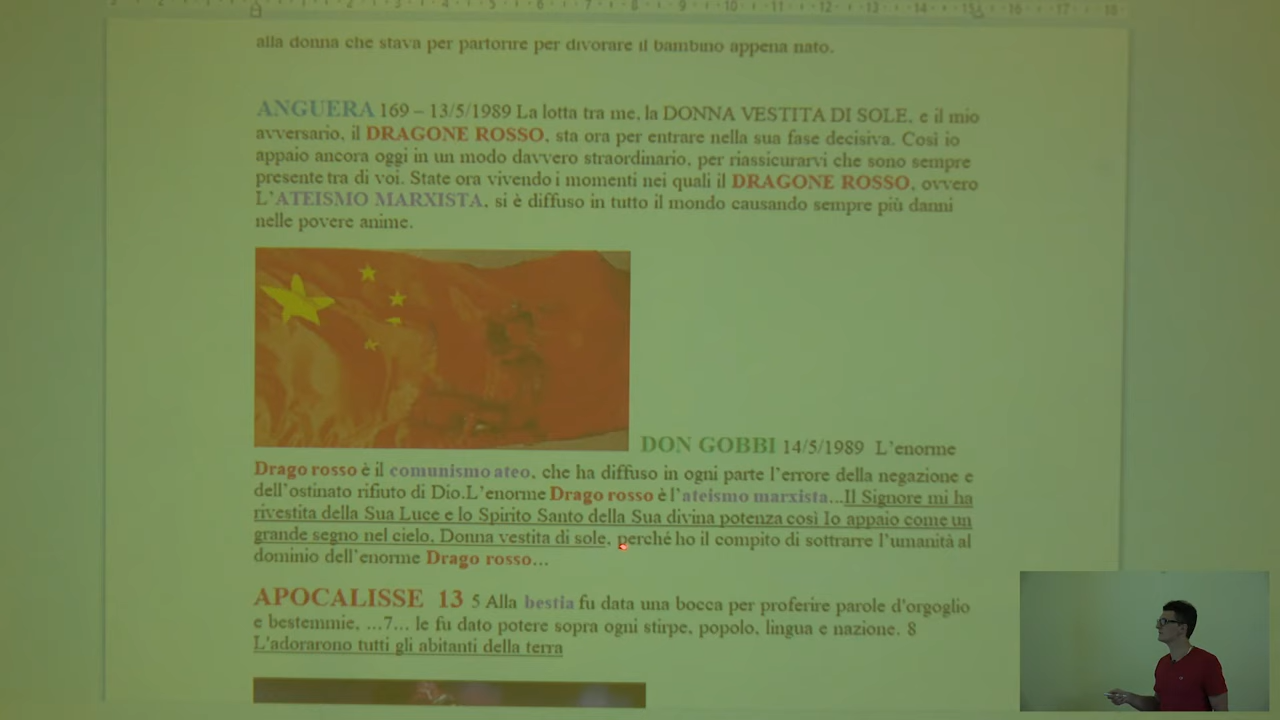 alla donna che stava per partorire per divorare il bambino appena nato.
ANGUERA 169 – 13/5/1989 La lotta tra me, la DONNA VESTITA DI SOLE, e il mio
avversario, il DRAGONE ROSSO, sta ora per entrare nella sua fase decisiva. Così io
appaio ancora oggi in un modo davvero straordinario, per riassicurarvi che sono sempre
presente tra di voi. State ora vivendo i momenti nei quali il DRAGONE ROSSO, ovvero
L'ATEISMO MARXISTA, si è diffuso in tutto il mondo causando sempre più danni
nelle povere anime.
DON GOBBI 14/5/1989 L'enorme
Drago rosso è il comunismo ateo, che ha diffuso in ogni parte l'errore della negazione e
dell'ostinato rifiuto di Dio.L'enorme Drago rosso è l'ateismo marxista...Il Signore mi ha
rivestita della Sua Luce e lo Spirito Santo della Sua divina potenza così Io appaio come un
grande segno nel cielo, Donna vestita di sole, perché ho il compito di sottrarre l'umanità al
dominio dell'enorme Drago rosso...
APOCALISSE 13 5 Alla bestia fu data una bocca per proferire parole d'orgoglio
e bestemmie, ...7... le fu dato potere sopra ogni stirpe, popolo, lingua e nazione. 8
L'adorarono tutti gli abitanti della terra